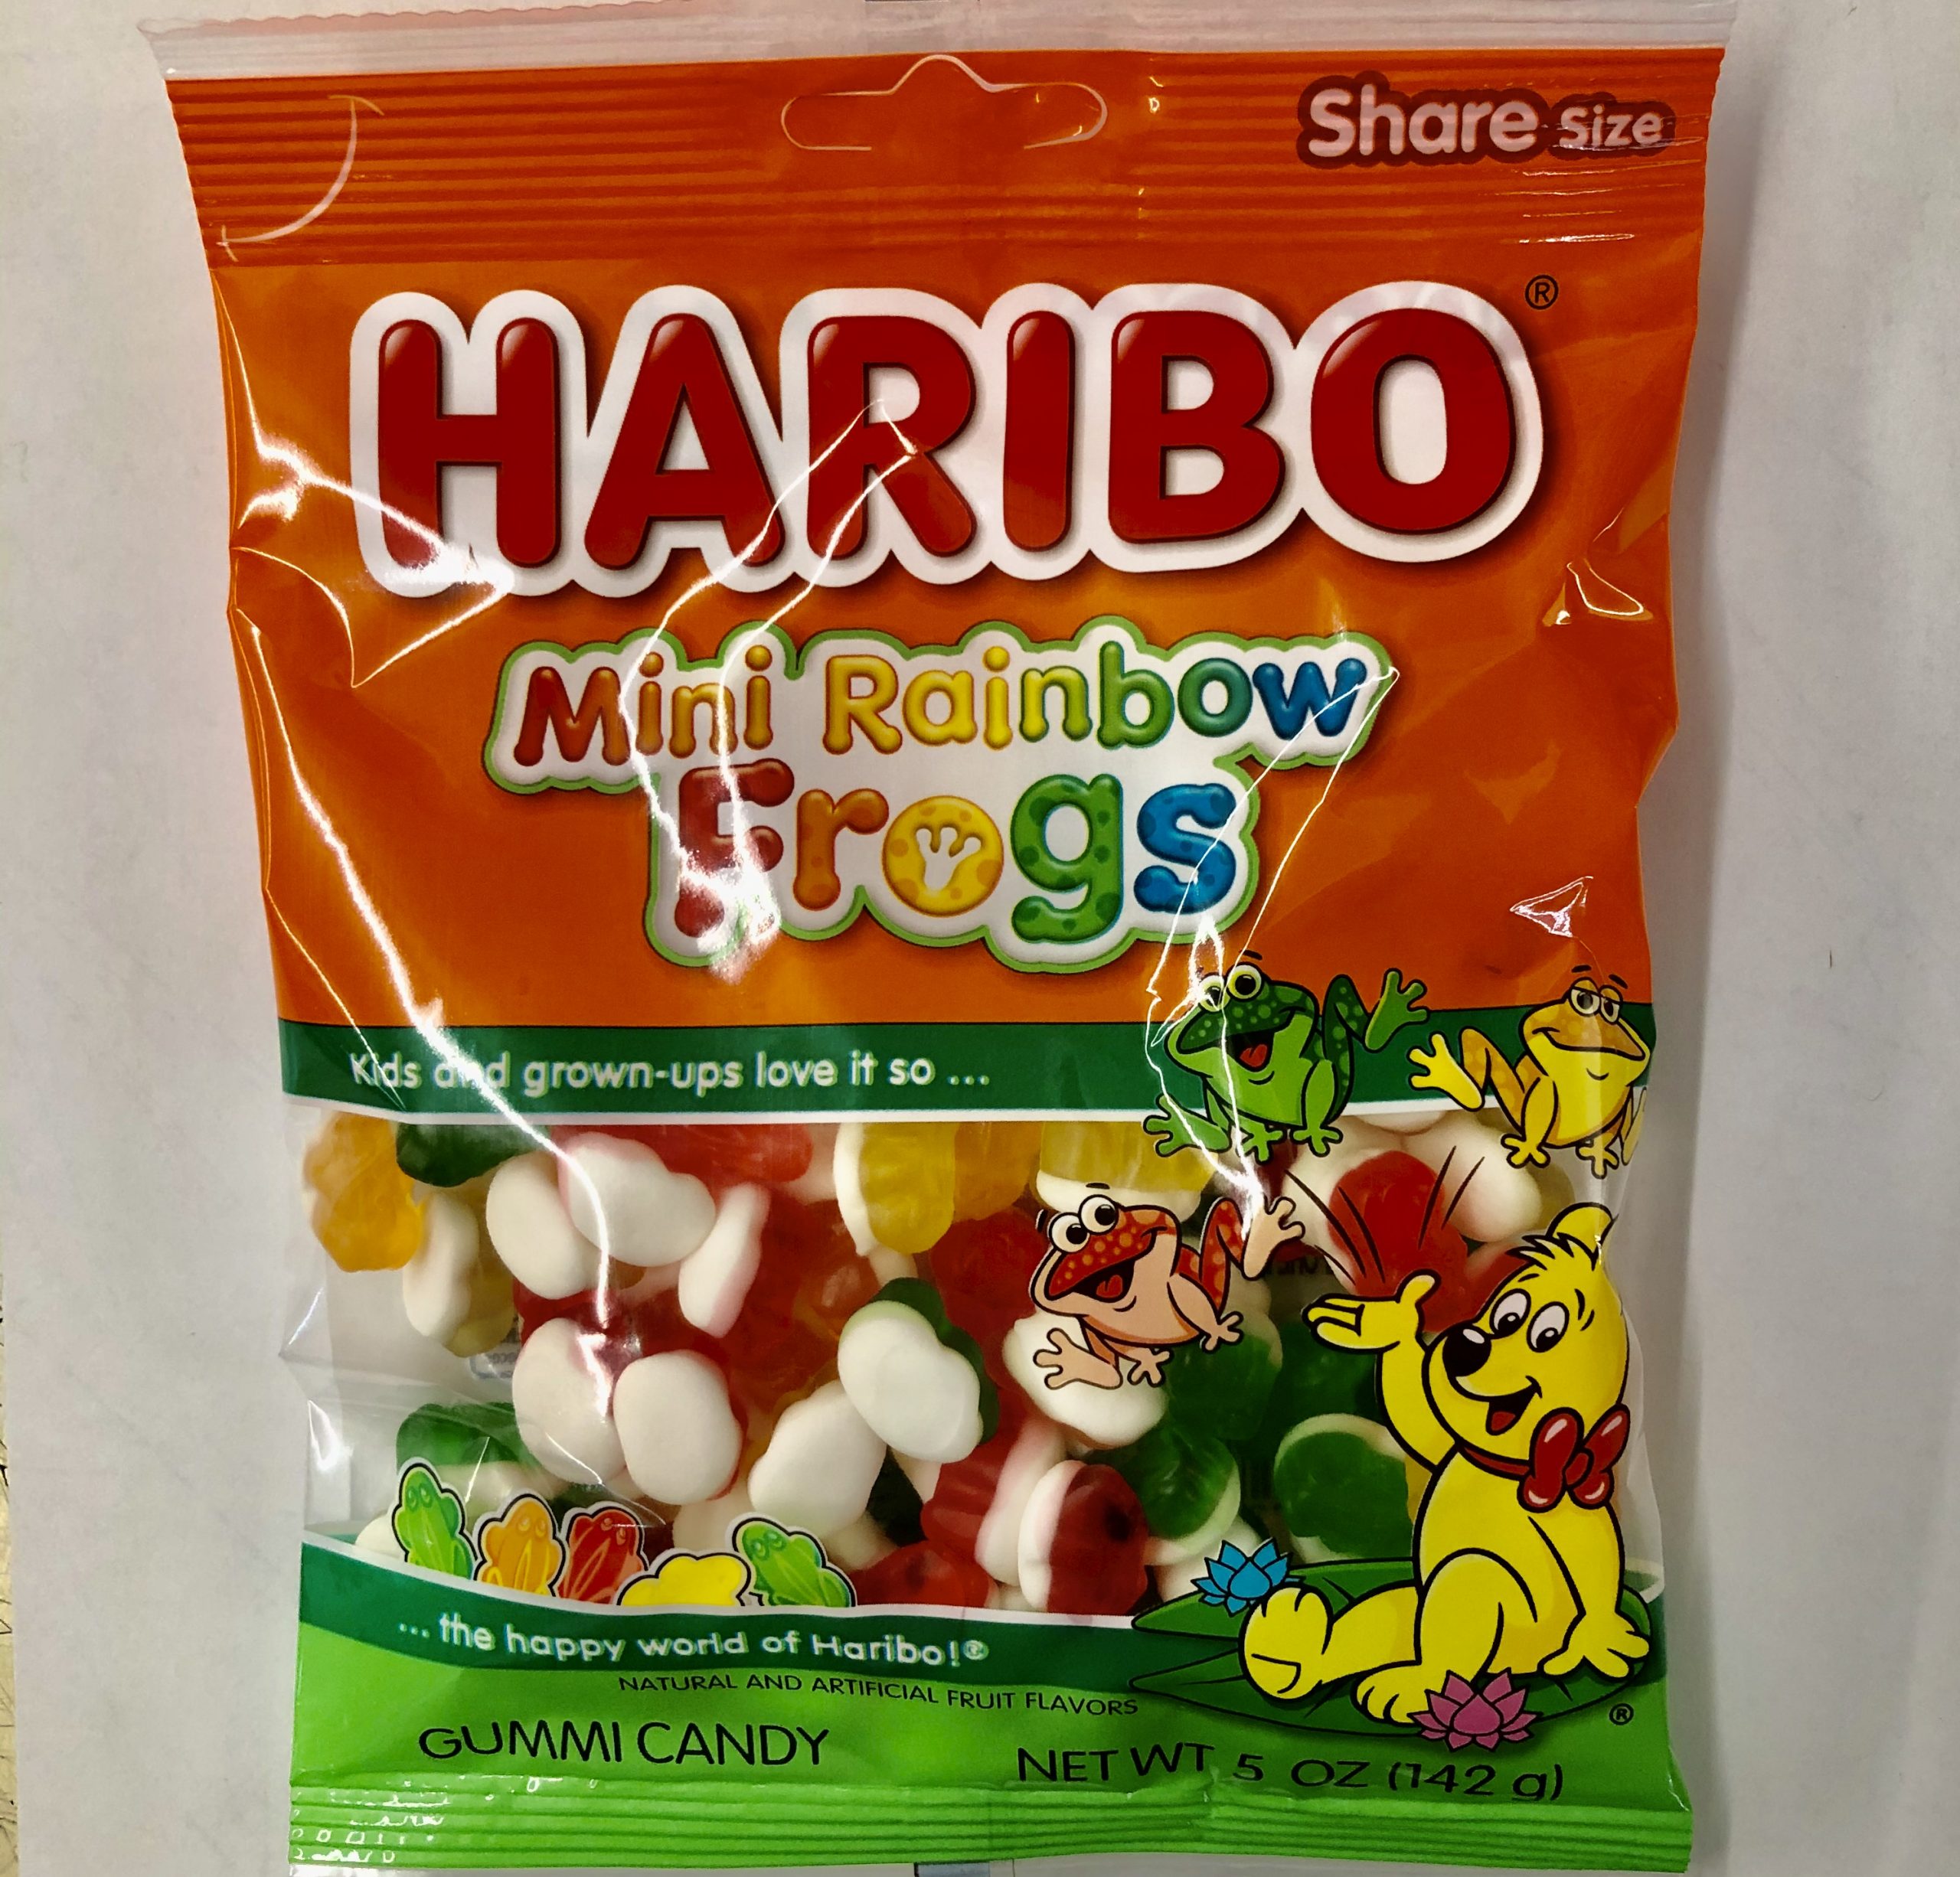 Share Size
HARIBO®
Mini Rainbow
Frogs
Kids and grown-ups love it so ...
... the happy world of Haribo!®
NATURAL AND ARTIFICIAL FRUIT FLAVORS
®
GUMMI CANDY
NET WT 5 OZ (142 g)